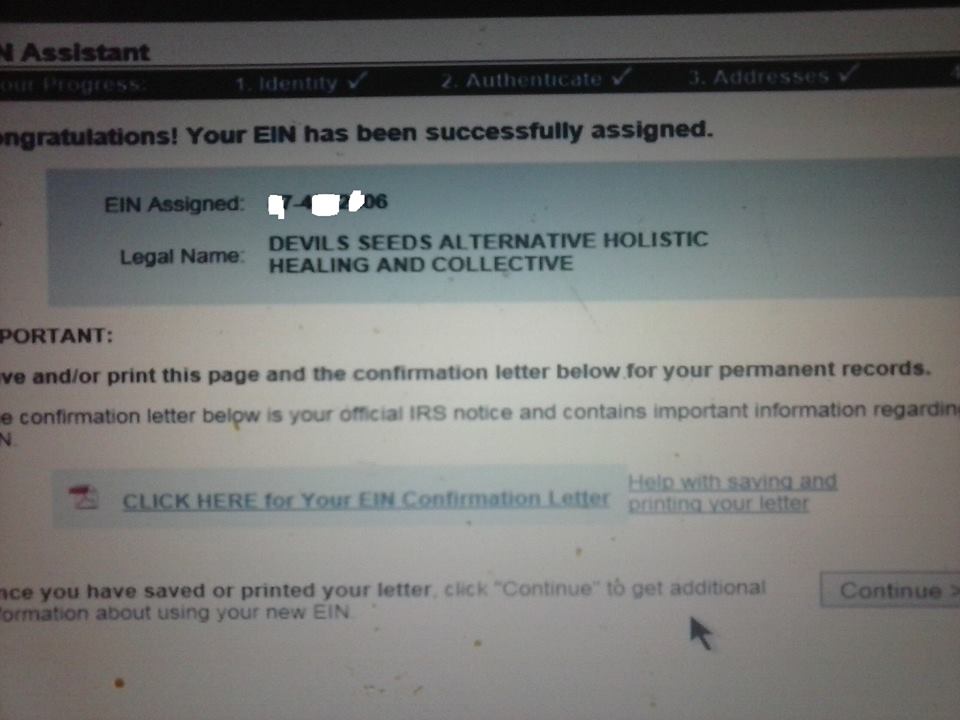 N Assistant
our Progress: 1. Identity ✓ 2. Authenticate ✓ 3. Addresses ✓ 4
ongratulations! Your EIN has been successfully assigned.
EIN Assigned: 7-4 2 06
Legal Name: DEVILS SEEDS ALTERNATIVE HOLISTIC
HEALING AND COLLECTIVE
PORTANT:
ve and/or print this page and the confirmation letter below for your permanent records.
e confirmation letter below is your official IRS notice and contains important information regarding
N.
CLICK HERE for Your EIN Confirmation Letter
Help with saving and
printing your letter
nce you have saved or printed your letter, click "Continue" to get additional
formation about using your new EIN.
Continue >